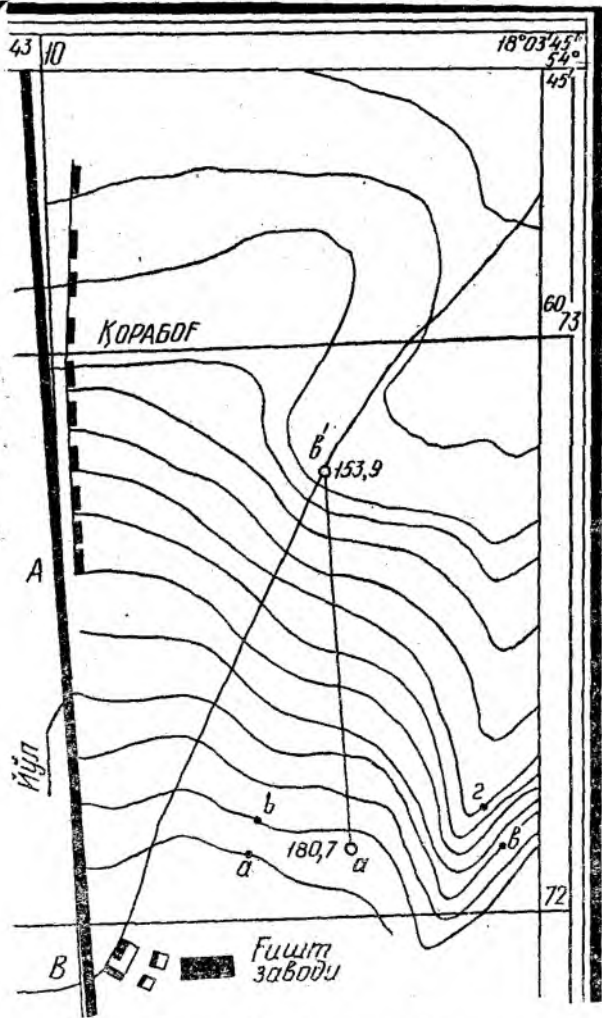 43 10
18°03'45"
54°
45'
60
73
ҚОРАБОҒ
в'
153,9
А
Йўл
г
в
b
а
180,7
а
72
В
Ғишт
заводи